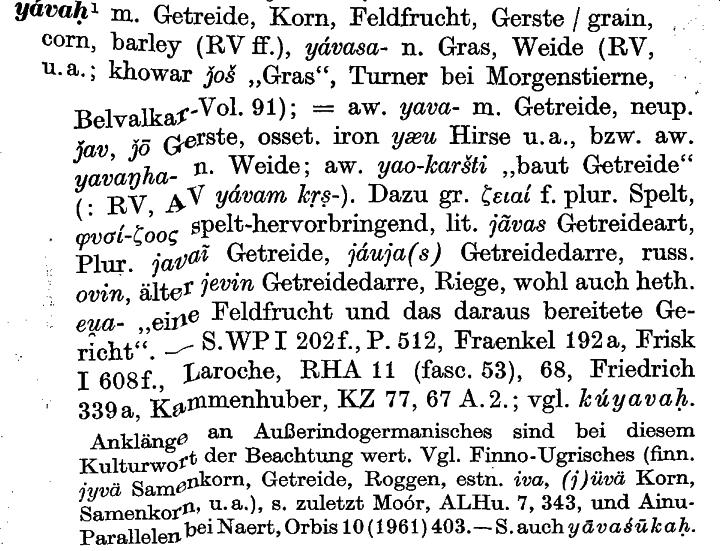 yávaḥ¹ m. Getreide, Korn, Feldfrucht, Gerste / grain,
corn, barley (RV ff.), yávasa- n. Gras, Weide (RV,
u. a.; khowar ǰoš „Gras“, Turner bei Morgenstierne,
Belvalkar-Vol. 91); = aw. yava- m. Getreide, neup.
ǰav, ǰō Gerste, osset. iron yæu Hirse u. a., bzw. aw.
yavaŋha- n. Weide; aw. yao-karšti „baut Getreide“
(: RV, AV yávam kṛṣ-). Dazu gr. ζειαί f. plur. Spelt,
φυσί-ζοος spelt-hervorbringend, lit. jãvas Getreideart,
Plur. javaĩ Getreide, jáuja(s) Getreidedarre, russ.
ovin, älter jevin Getreidedarre, Riege, wohl auch heth.
eu̯a- „eine Feldfrucht und das daraus bereitete Ge-
richt“. — S. WP I 202f., P. 512, Fraenkel 192a, Frisk
I 608f., Laroche, RHA 11 (fasc. 53), 68, Friedrich
339a, Kammenhuber, KZ 77, 67 A. 2.; vgl. kúyavaḥ.
Anklänge an Außerindogermanisches sind bei diesem
Kulturwort der Beachtung wert. Vgl. Finno-Ugrisches (finn.
jyvä Samenkorn, Getreide, Roggen, estn. iva, (j)üvä Korn,
Samenkorn, u. a.), s. zuletzt Moór, ALHu. 7, 343, und Ainu-
Parallelen bei Naert, Orbis 10 (1961) 403. — S. auch yāvaśūkaḥ.